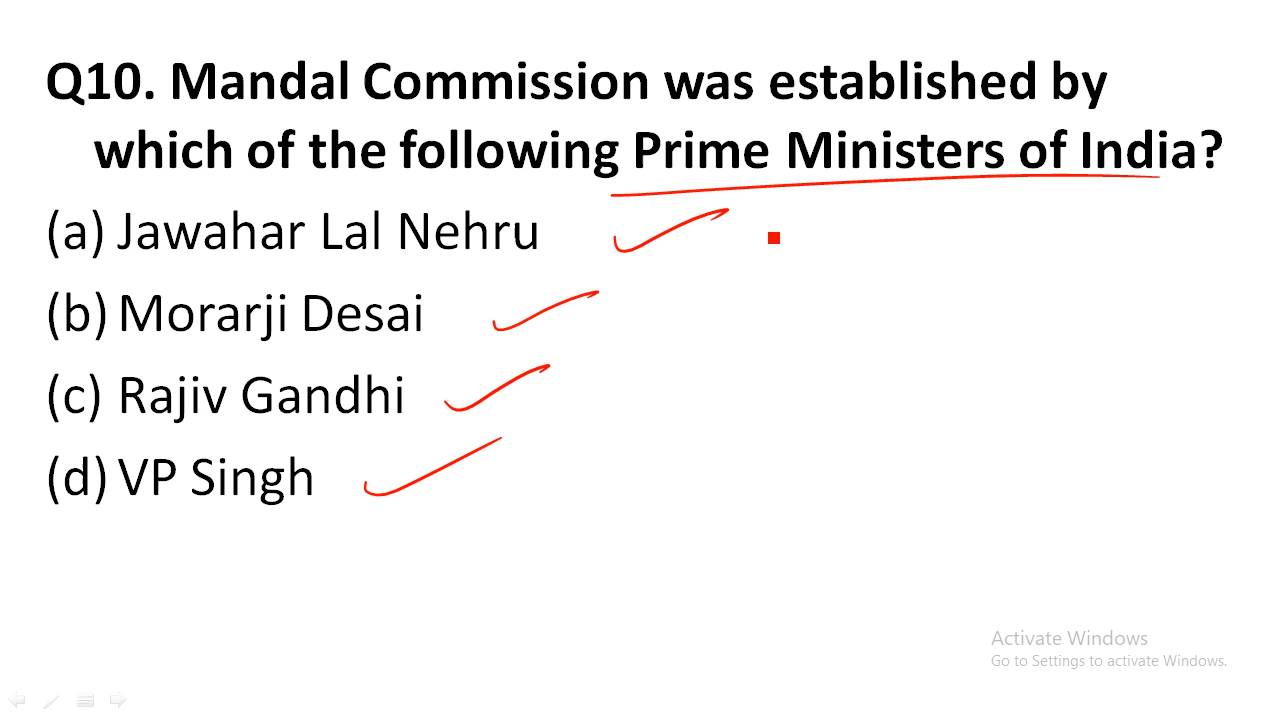 Q10. Mandal Commission was established by
which of the following Prime Ministers of India?
(a) Jawahar Lal Nehru
(b) Morarji Desai
(c) Rajiv Gandhi
(d) VP Singh
Activate Windows
Go to Settings to activate Windows.